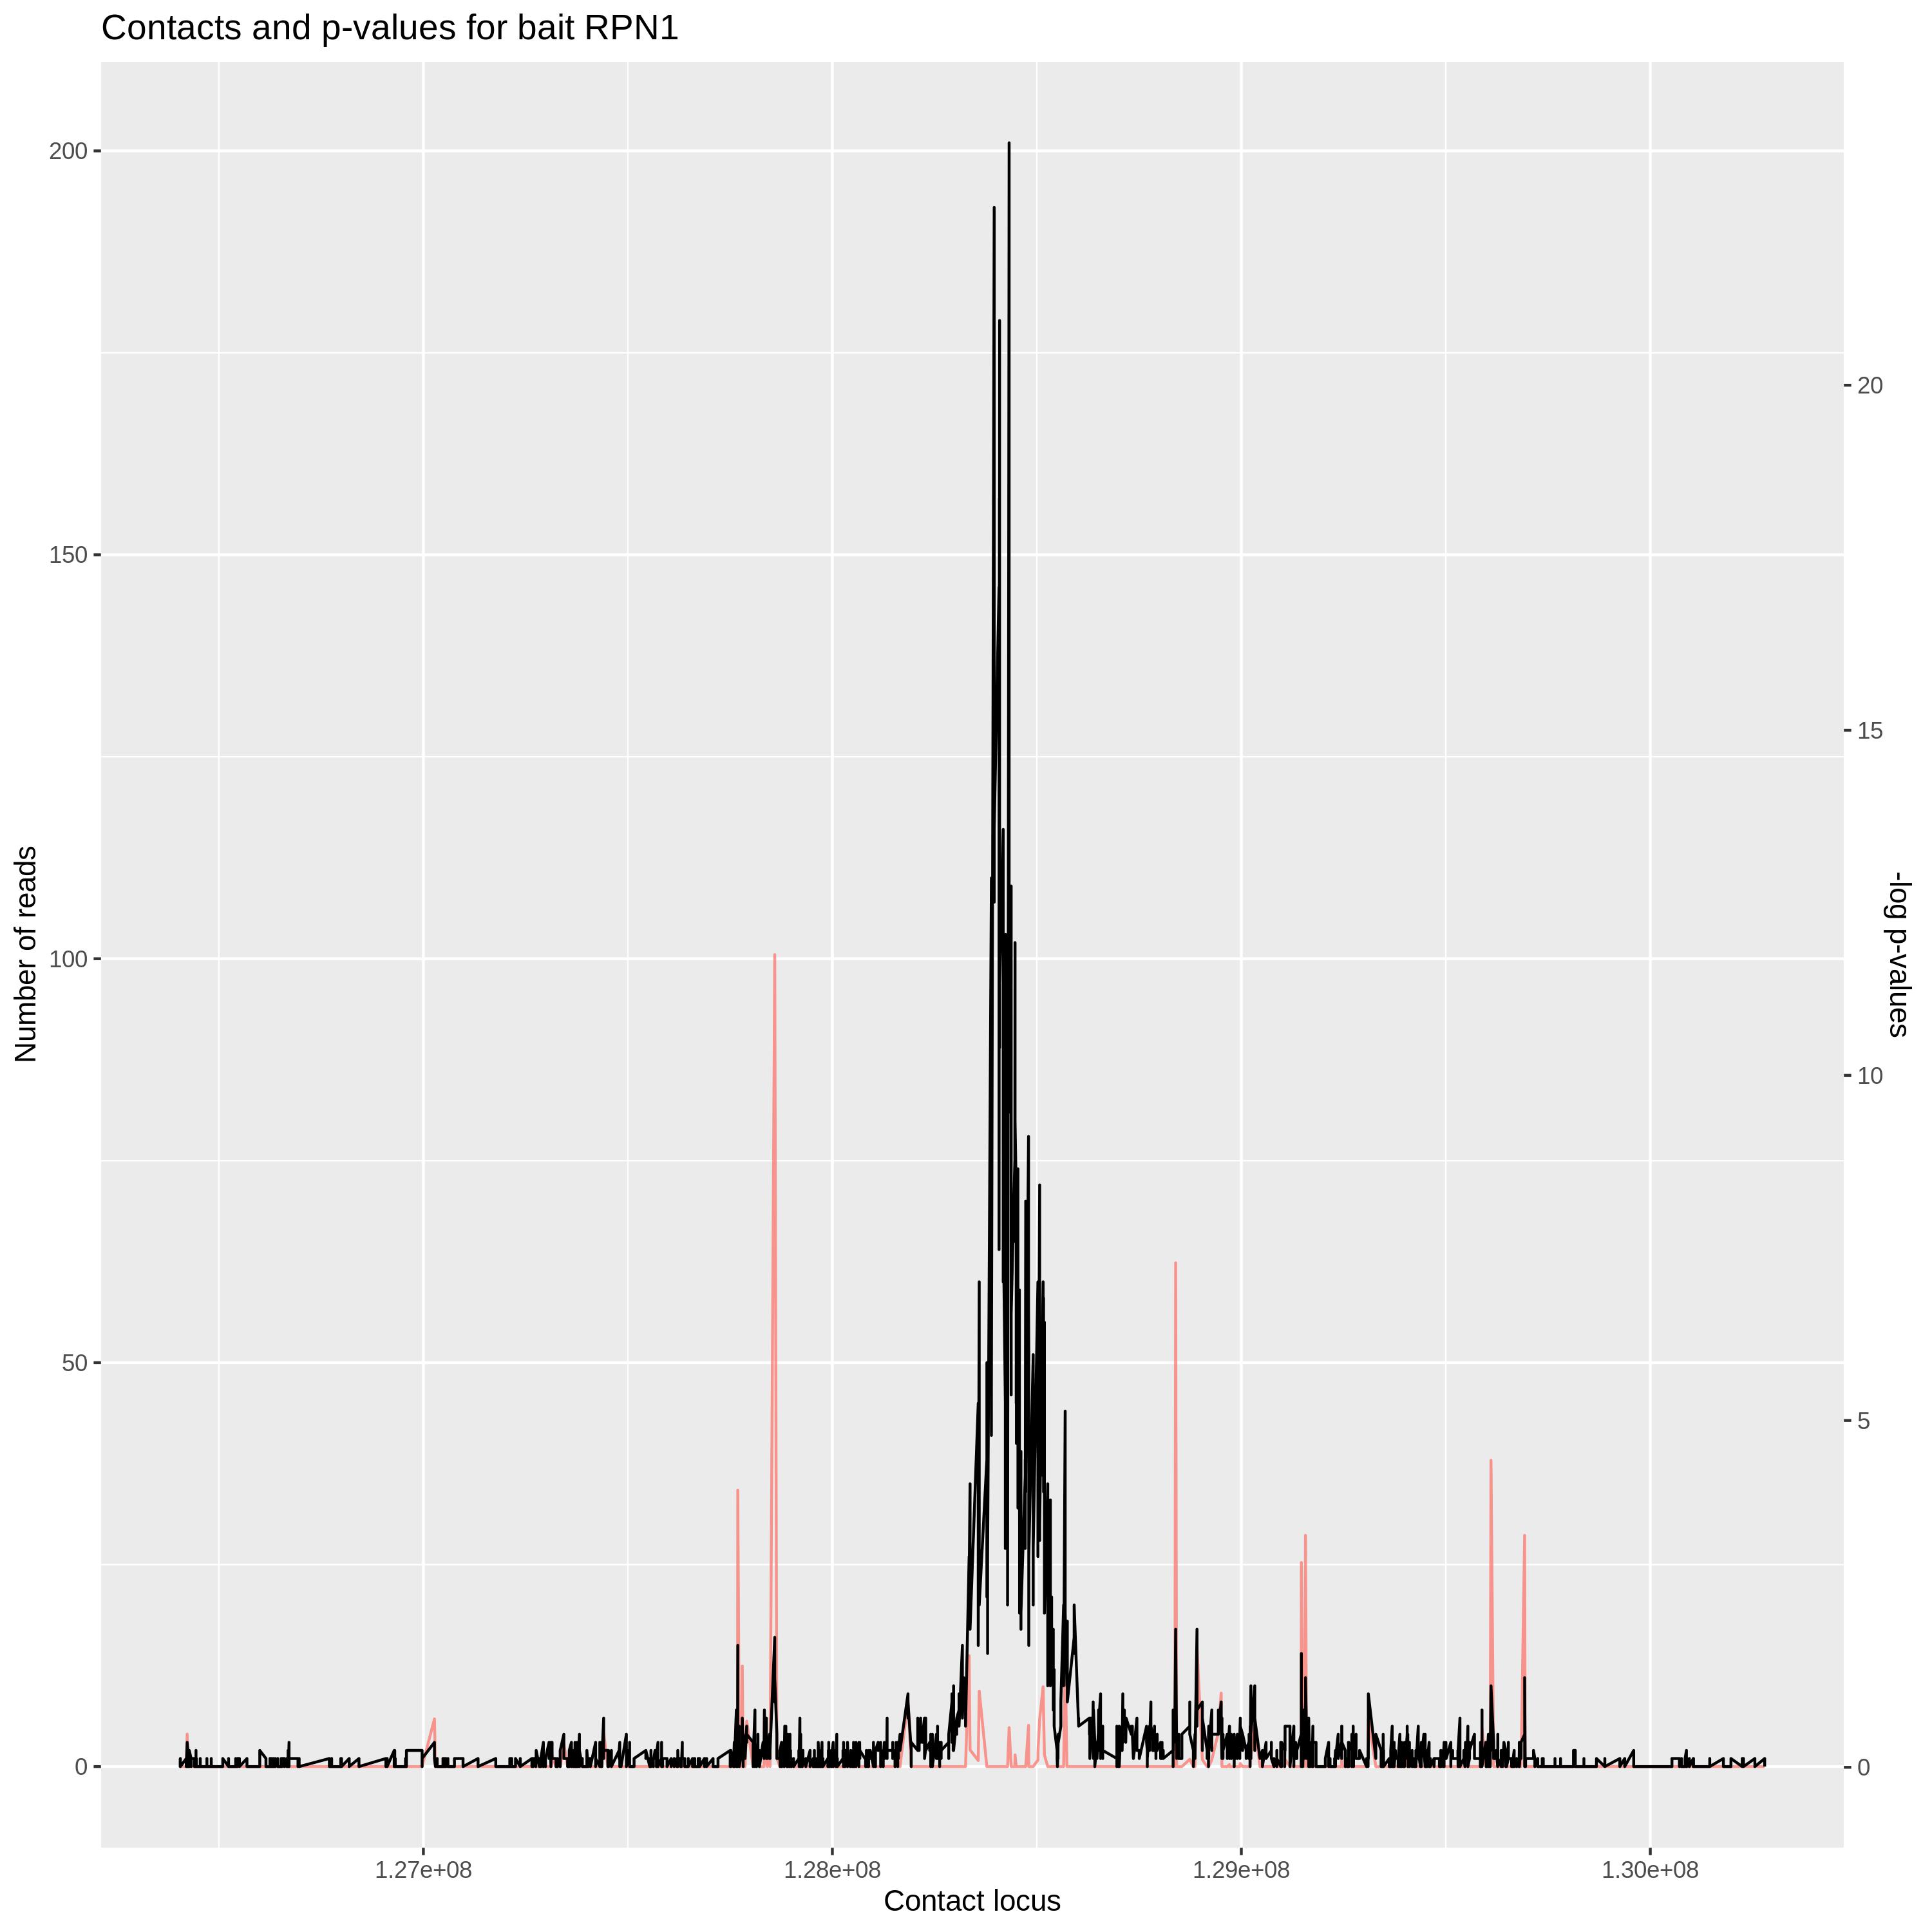 Contacts and p-values for bait RPN1
200
150
100
50
0
Number of reads
20
15
10
5
0
-log p-values
1.27e+08
1.28e+08
1.29e+08
1.30e+08
Contact locus